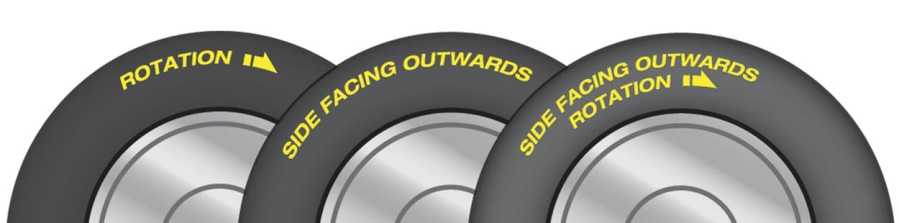 ROTATION
SIDE FACING OUTWARDS
SIDE FACING OUTWARDS
ROTATION